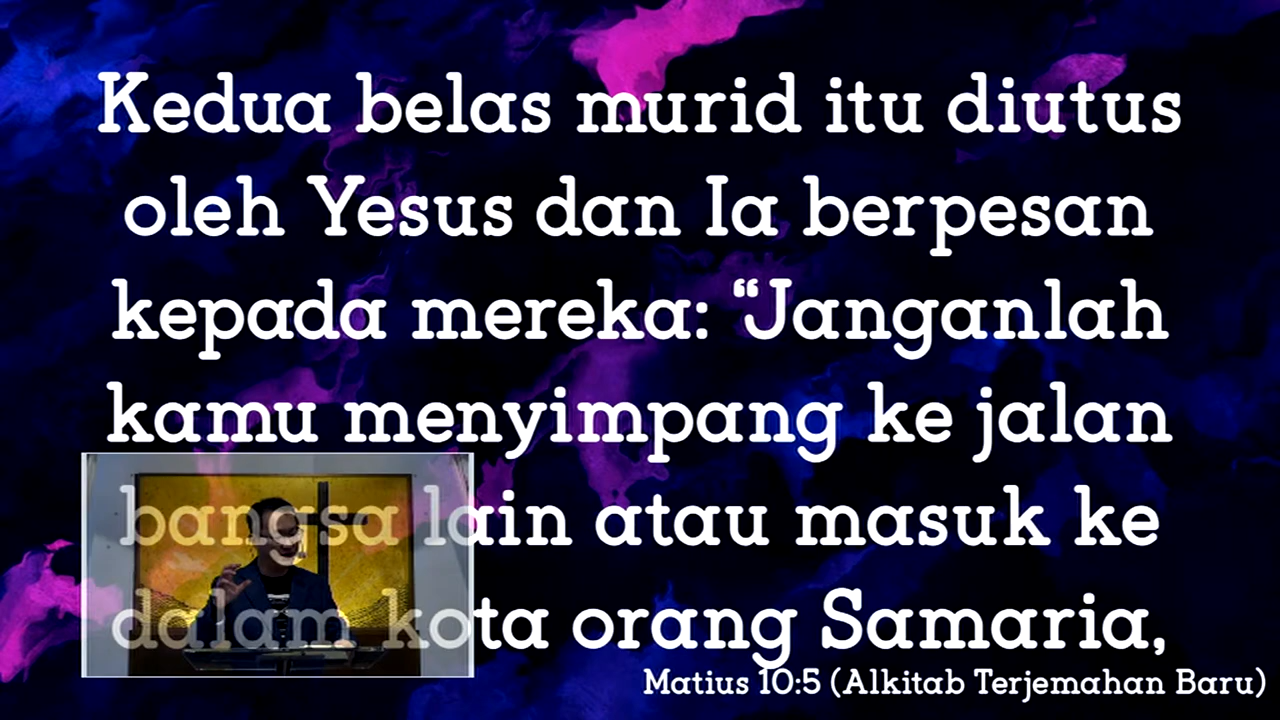 Kedua belas murid itu diutus
oleh Yesus dan Ia berpesan
kepada mereka: “Janganlah
kamu menyimpang ke jalan
bangsa lain atau masuk ke
dalam kota orang Samaria,
Matius 10:5 (Alkitab Terjemahan Baru)